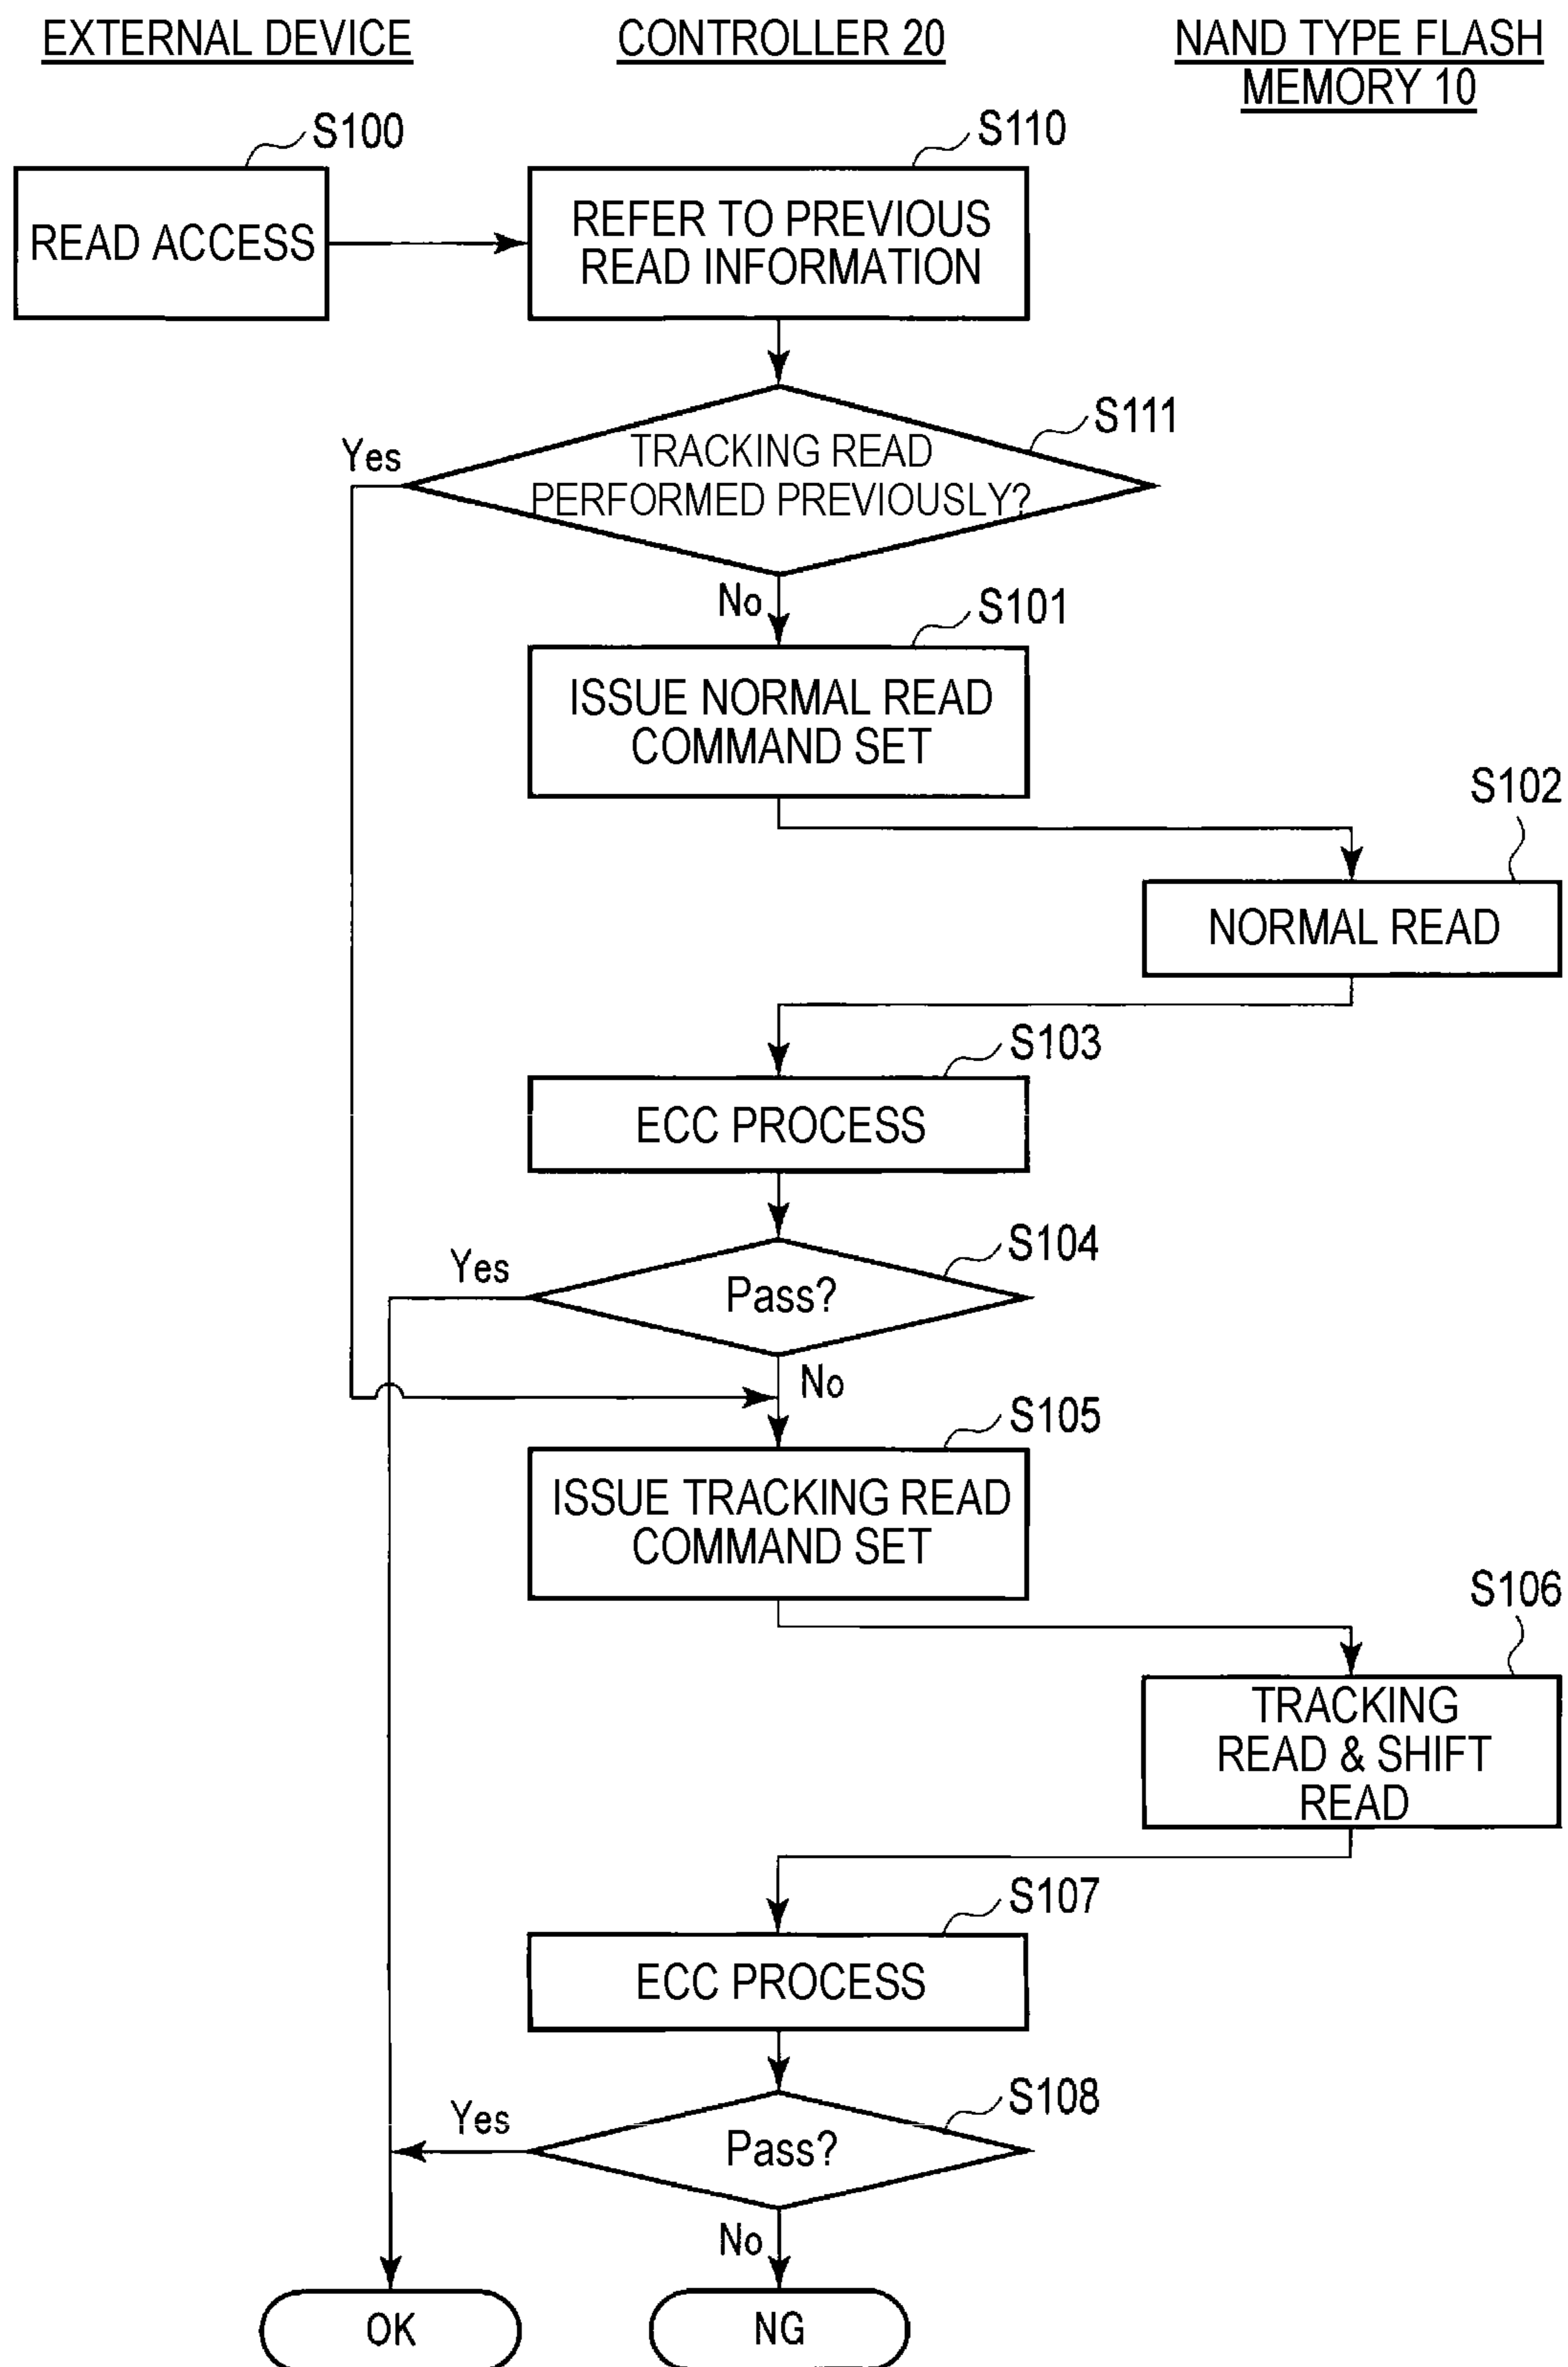 EXTERNAL DEVICE
CONTROLLER 20
NAND TYPE FLASH
MEMORY 10
S100
READ ACCESS
S110
REFER TO PREVIOUS
READ INFORMATION
S111
TRACKING READ
PERFORMED PREVIOUSLY?
Yes
No
S101
ISSUE NORMAL READ
COMMAND SET
S102
NORMAL READ
S103
ECC PROCESS
S104
Pass?
Yes
No
S105
ISSUE TRACKING READ
COMMAND SET
S106
TRACKING
READ & SHIFT
READ
S107
ECC PROCESS
S108
Pass?
Yes
No
OK
NG